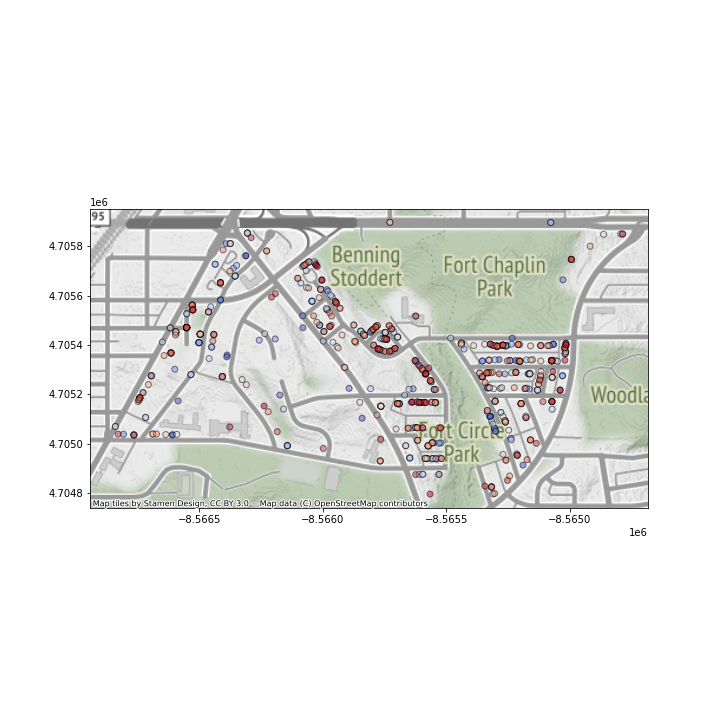 1e6
95
4.7058
4.7056
4.7054
4.7052
4.7050
4.7048
Benning
Stoddert
Fort Chaplin
Park
Woodla
Fort Circle
Park
Map tiles by Stamen Design, CC BY 3.0 -- Map data (C) OpenStreetMap contributors
−8.5665
−8.5660
−8.5655
−8.5650
1e6